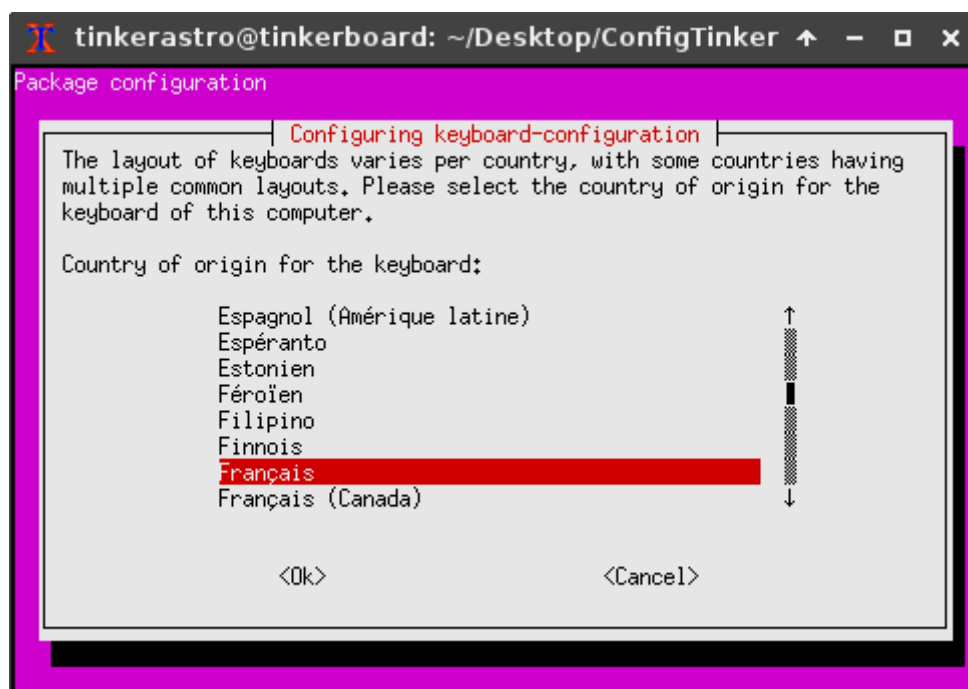 tinkerastro@tinkerboard: ~/Desktop/ConfigTinker
Package configuration
Configuring keyboard-configuration
The layout of keyboards varies per country, with some countries having
multiple common layouts. Please select the country of origin for the
keyboard of this computer.
Country of origin for the keyboard:
Espagnol (Amérique latine)
Espéranto
Estonien
Féroïen
Filipino
Finnois
Français
Français (Canada)
<Ok> <Cancel>